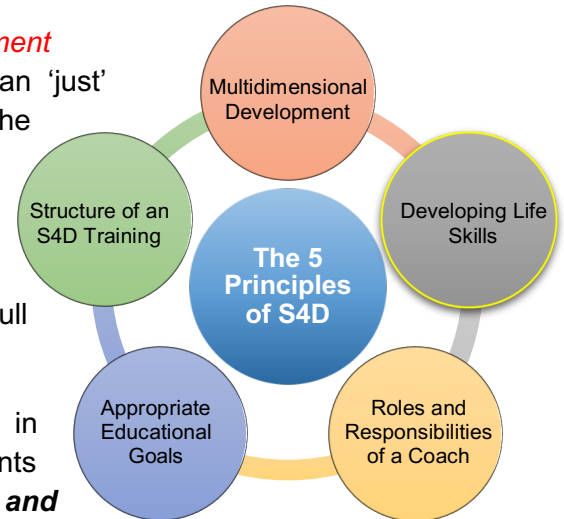 ment
an ‘just’
he
ull
in
nts
and
Multidimensional
Development
Developing Life
Skills
Roles and
Responsibilities
of a Coach
Appropriate
Educational
Goals
Structure of an
S4D Training
The 5
Principles
of S4D